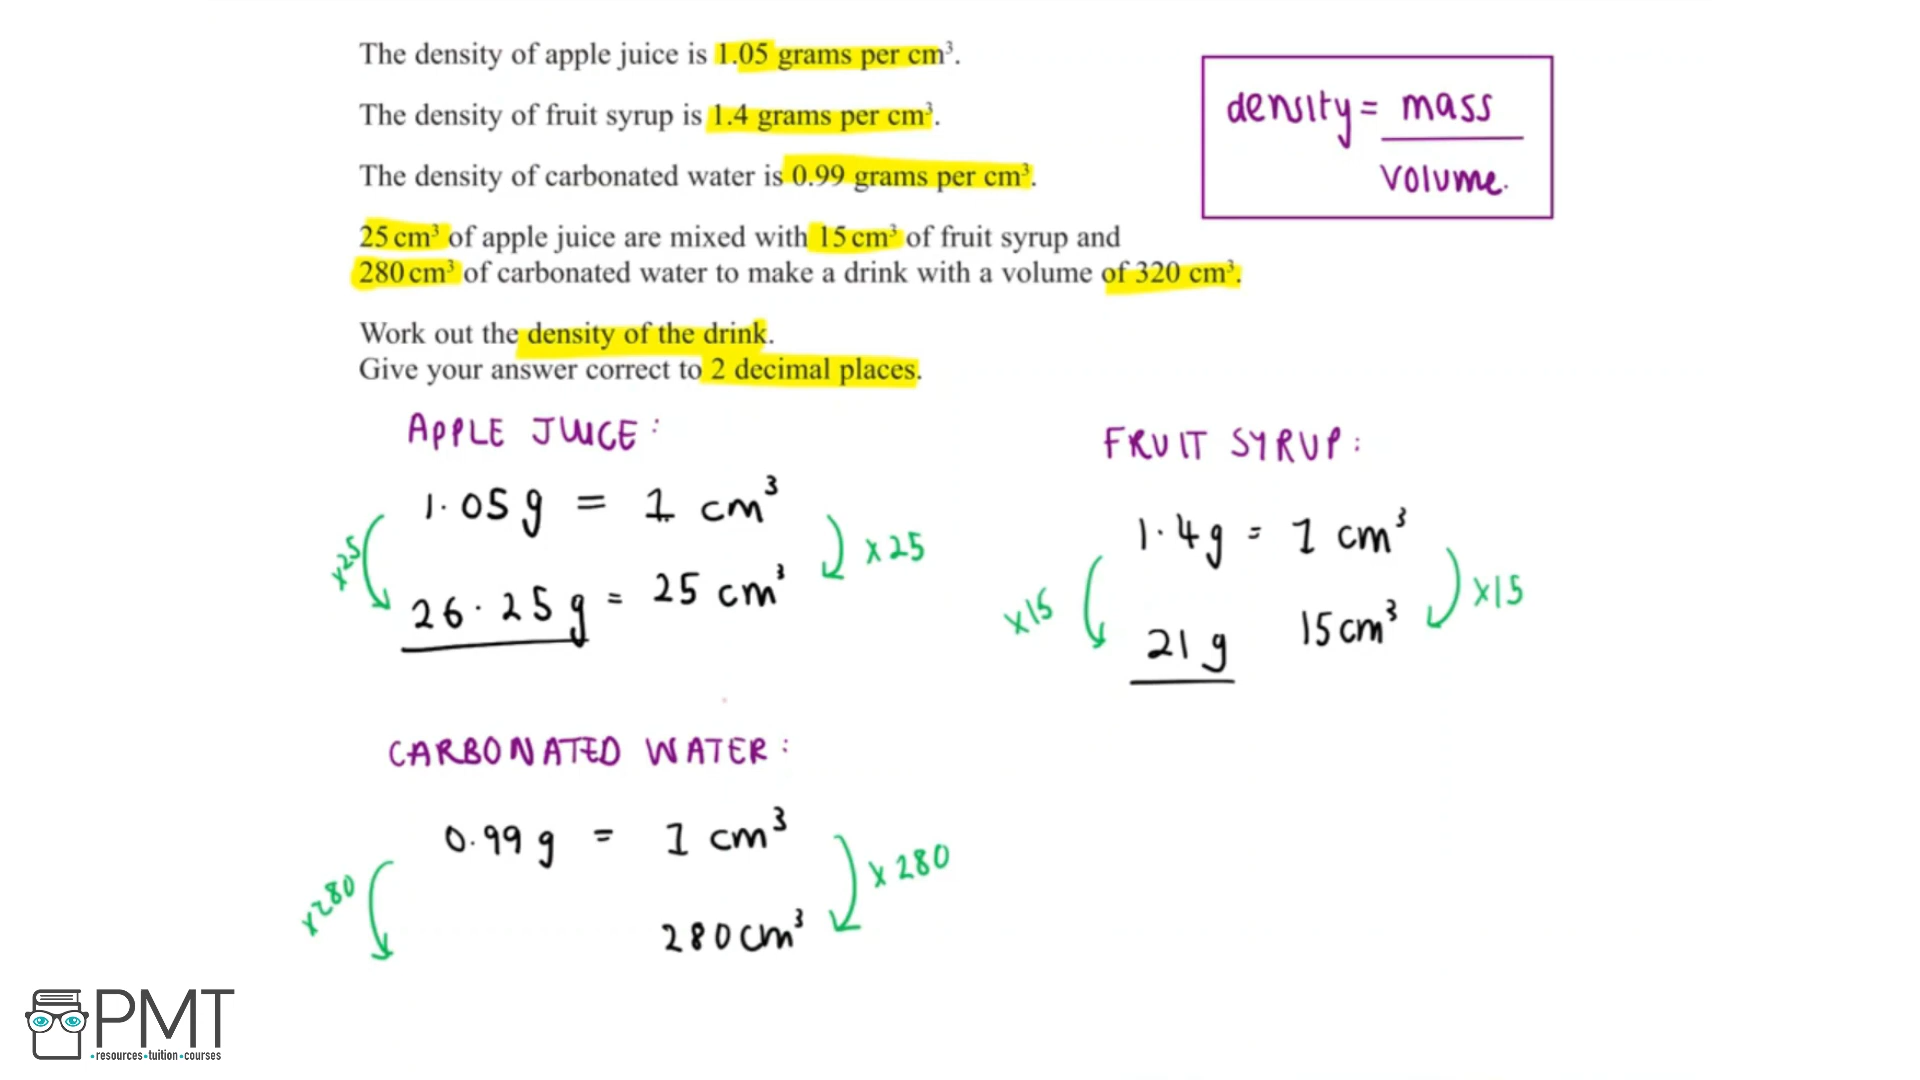 The density of apple juice is 1.05 grams per cm³.
The density of fruit syrup is 1.4 grams per cm³.
The density of carbonated water is 0.99 grams per cm³.
25 cm³ of apple juice are mixed with 15 cm³ of fruit syrup and
280 cm³ of carbonated water to make a drink with a volume of 320 cm³.
Work out the density of the drink.
Give your answer correct to 2 decimal places.
density = mass
volume.
APPLE JUICE:
1.05 g = 1 cm³
x25
x25
26.25 g = 25 cm³
FRUIT SYRUP:
1.4g = 1 cm³
x15
x15
21 g 15 cm³
CARBONATED WATER:
0.99 g = 1 cm³
x280
x280
280 cm³
PMT
•resources•tuition•courses